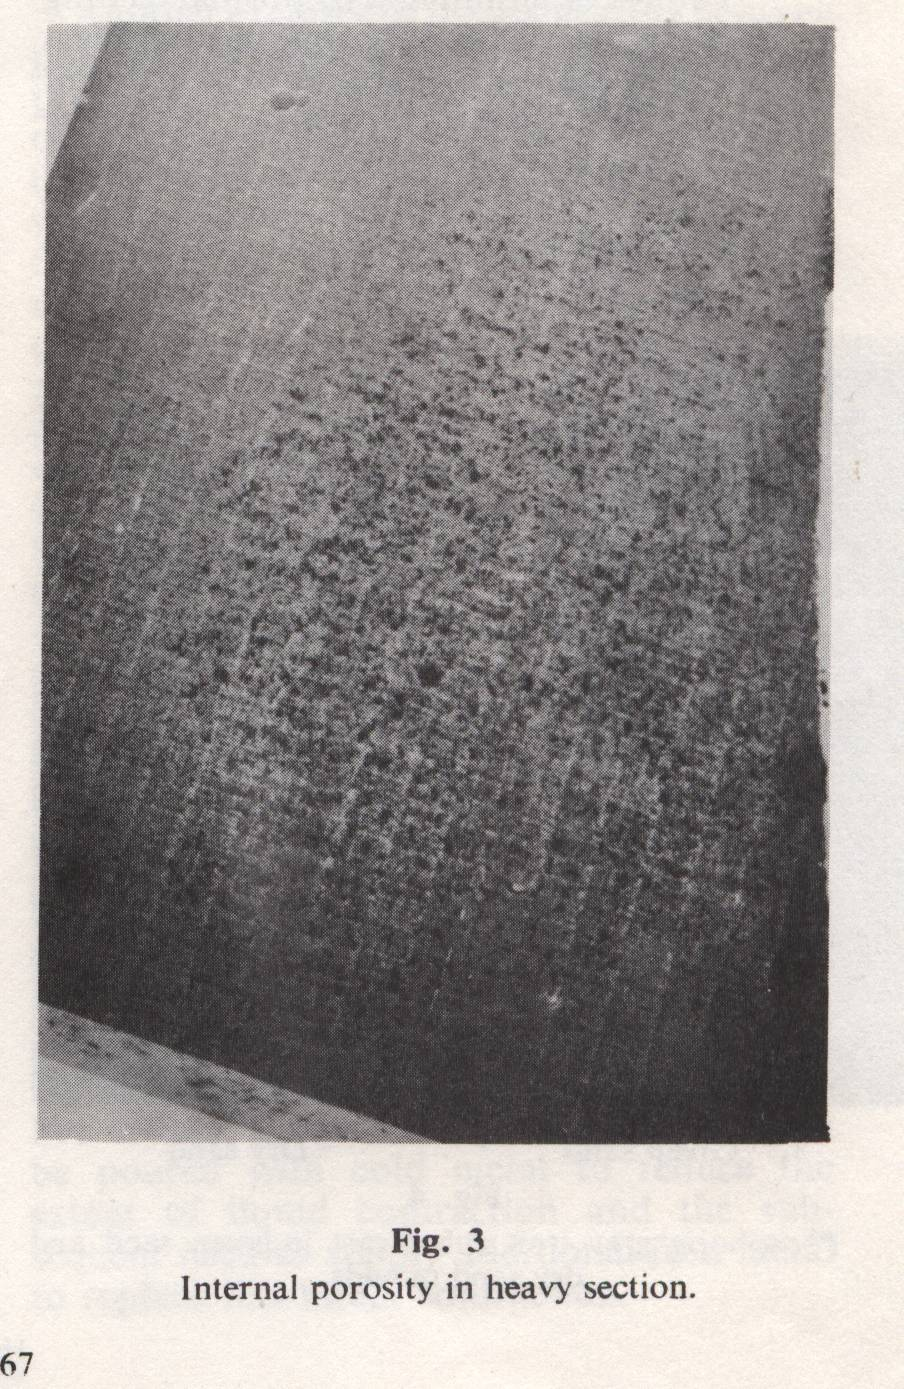 Fig. 3
Internal porosity in heavy section.
67